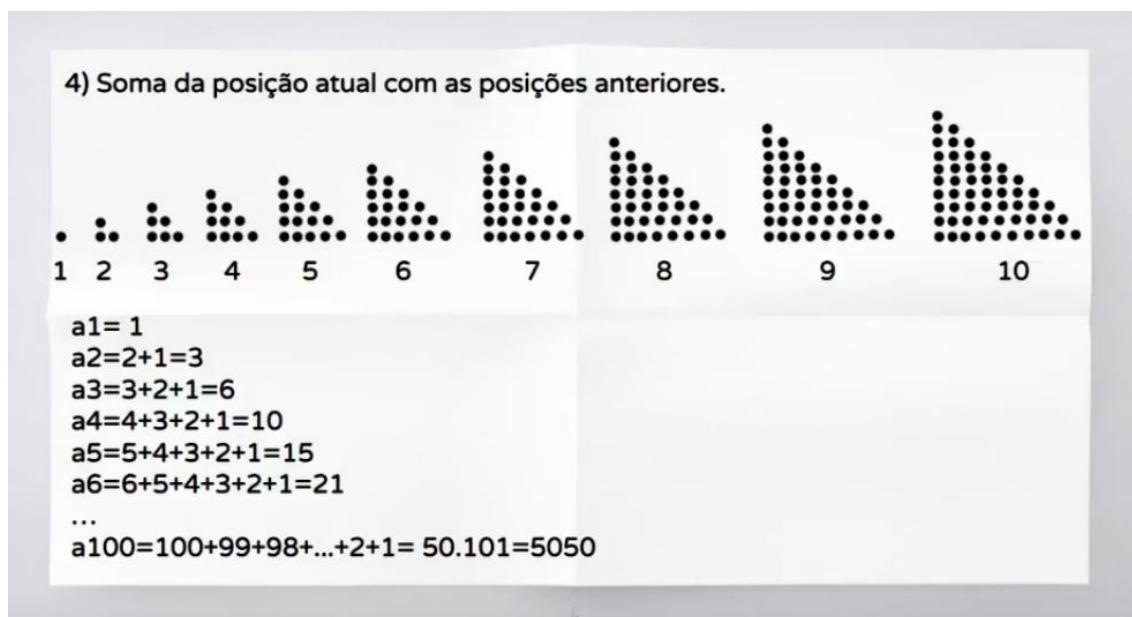 4) Soma da posição atual com as posições anteriores.
1 2 3 4 5 6 7 8 9 10
a1= 1
a2=2+1=3
a3=3+2+1=6
a4=4+3+2+1=10
a5=5+4+3+2+1=15
a6=6+5+4+3+2+1=21
...
a100=100+99+98+...+2+1= 50.101=5050